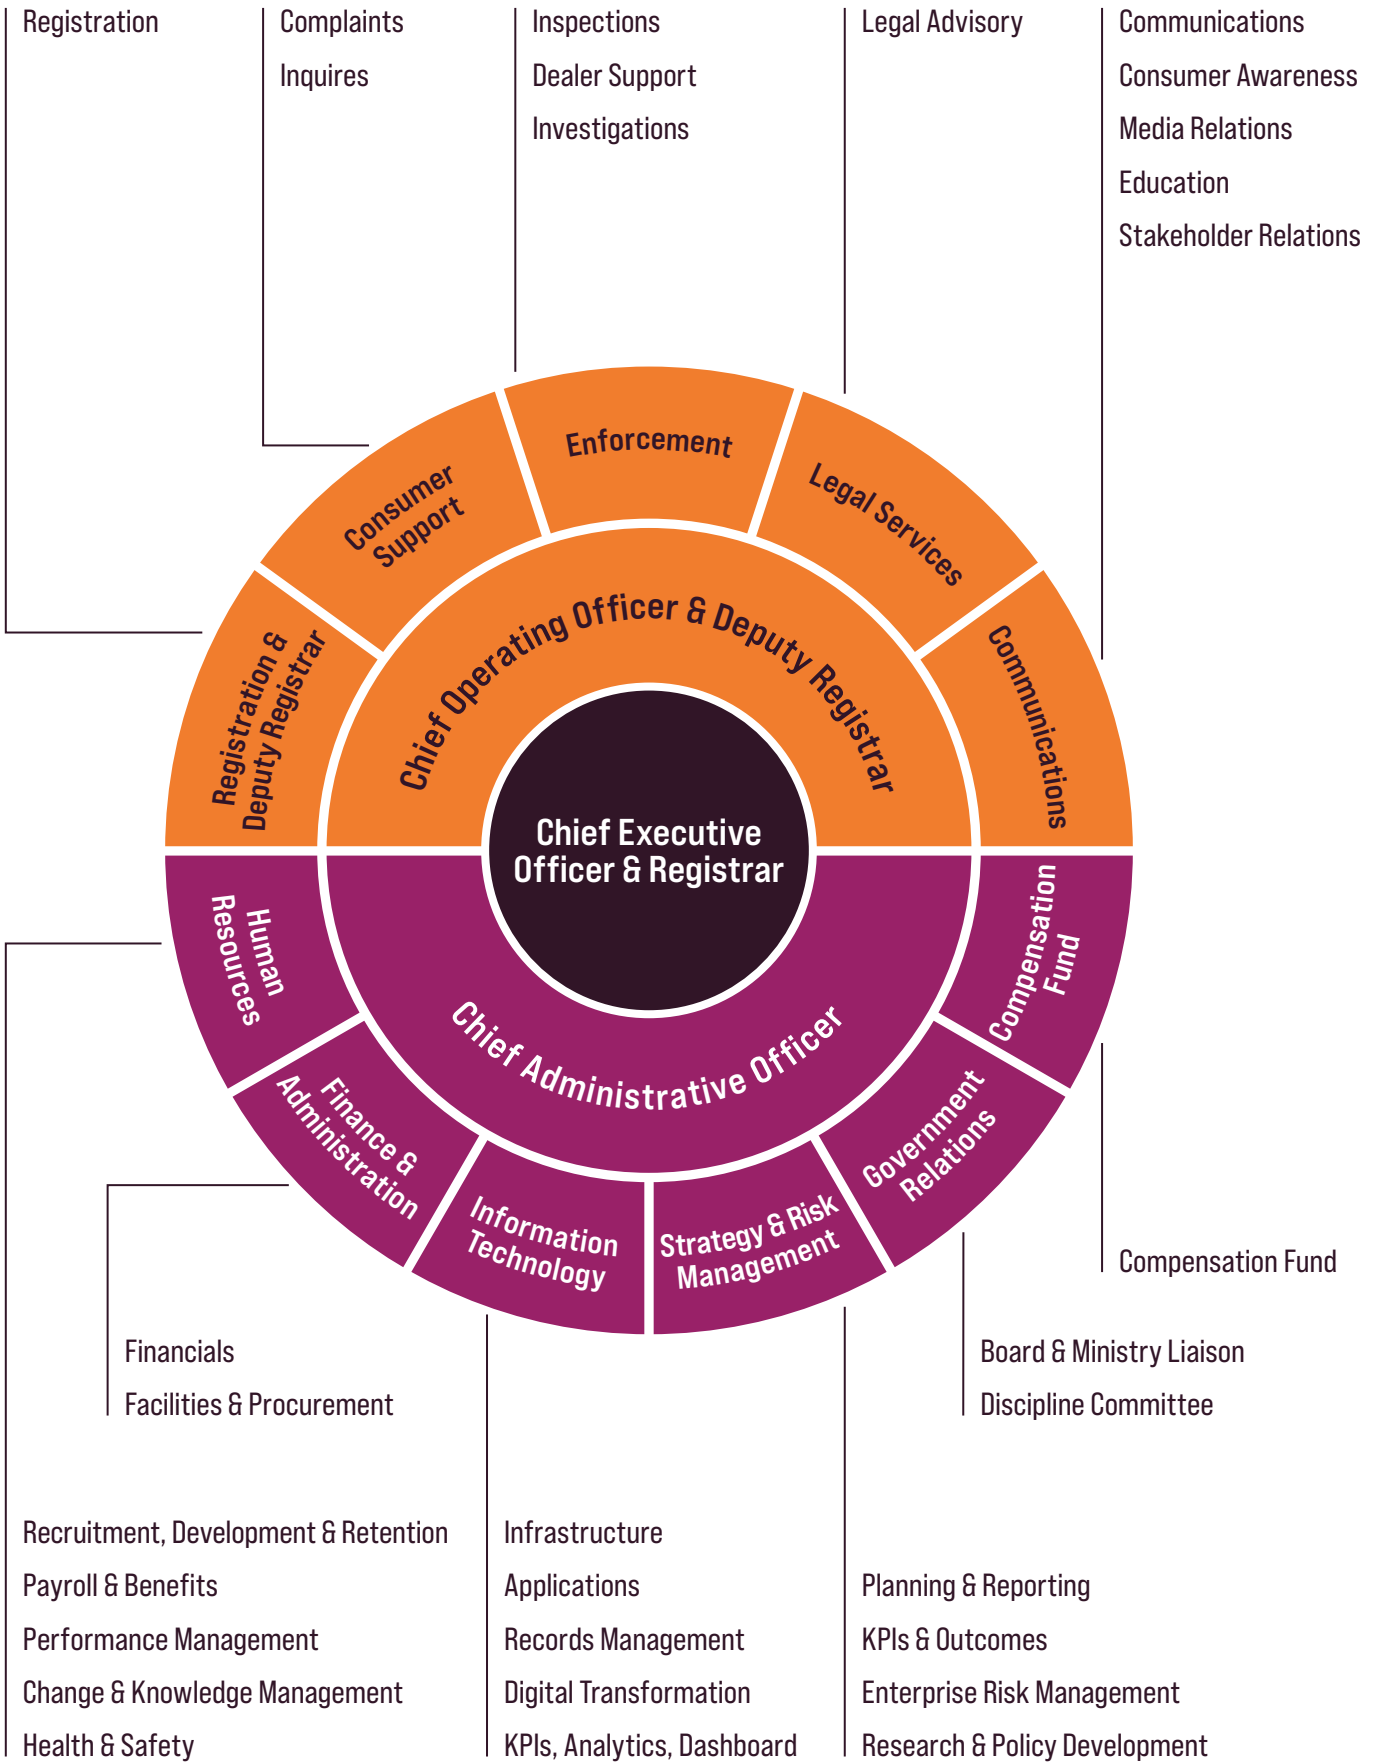 Registration
Complaints
Inquires
Inspections
Dealer Support
Investigations
Legal Advisory
Communications
Consumer Awareness
Media Relations
Education
Stakeholder Relations
Registration &
Deputy Registrar
Consumer
Support
Enforcement
Legal Services
Communications
Chief Operating Officer & Deputy Registrar
Chief Executive
Officer & Registrar
Chief Administrative Officer
Human
Resources
Finance &
Administration
Information
Technology
Strategy & Risk
Management
Government
Relations
Compensation
Fund
Compensation Fund
Financials
Facilities & Procurement
Board & Ministry Liaison
Discipline Committee
Recruitment, Development & Retention
Payroll & Benefits
Performance Management
Change & Knowledge Management
Health & Safety
Infrastructure
Applications
Records Management
Digital Transformation
KPIs, Analytics, Dashboard
Planning & Reporting
KPIs & Outcomes
Enterprise Risk Management
Research & Policy Development